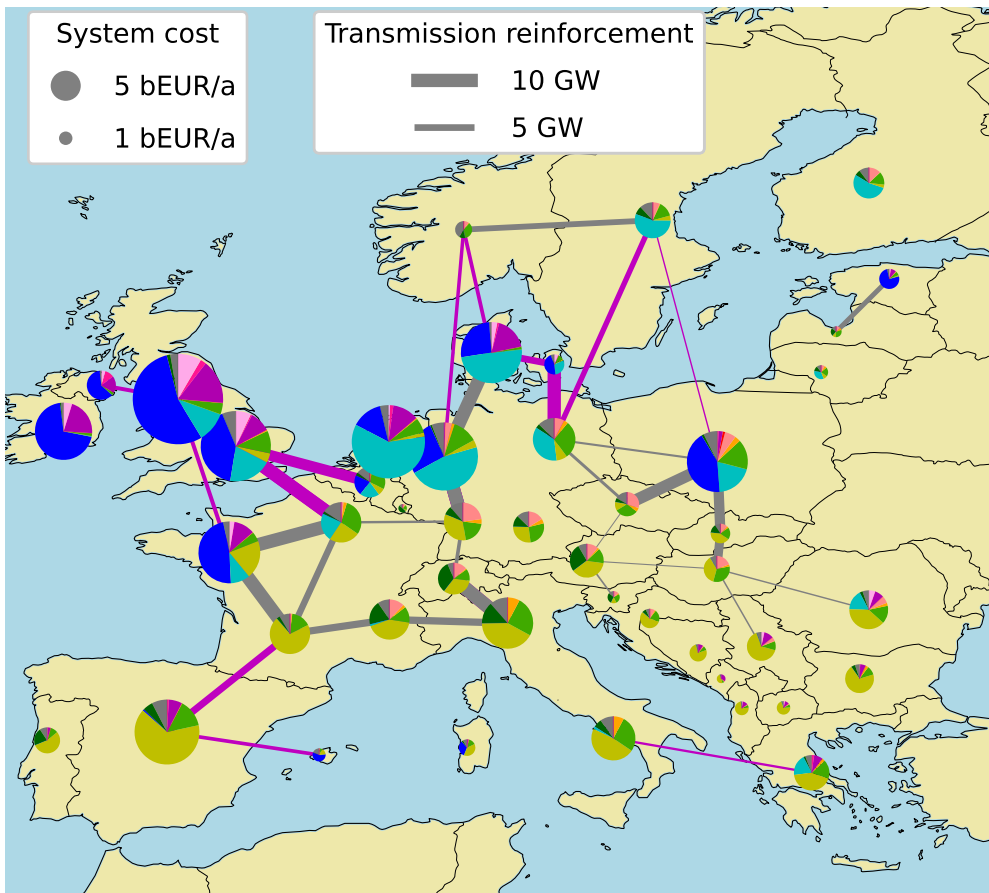 System cost
5 bEUR/a
1 bEUR/a
Transmission reinforcement
10 GW
5 GW